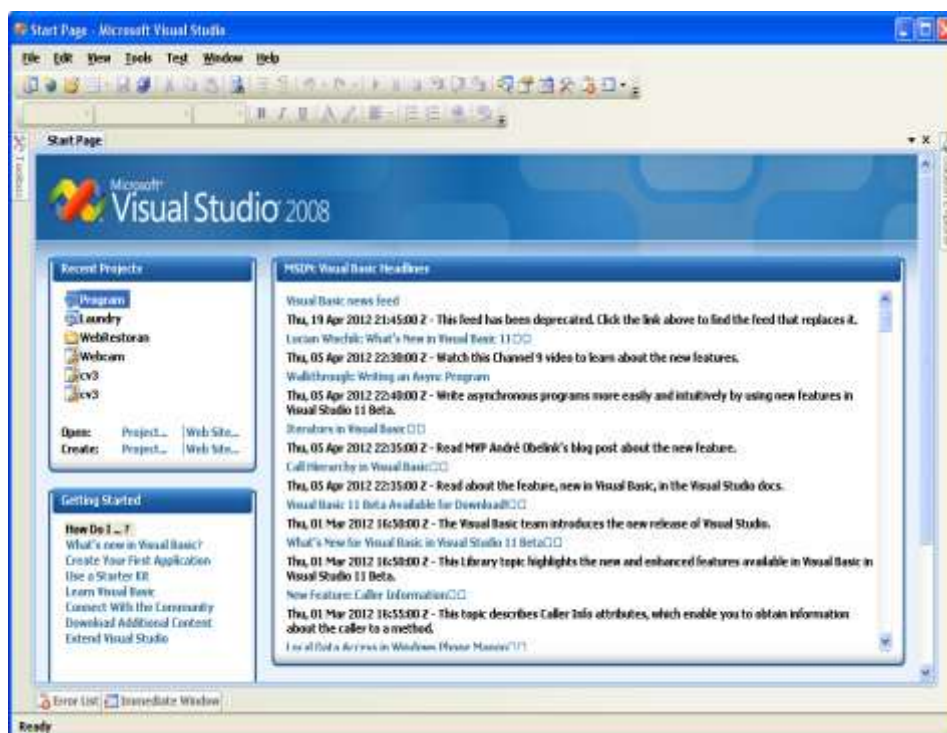 Start Page - Microsoft Visual Studio
File Edit View Tools Test Window Help
Toolbox
Start Page
Microsoft
Visual Studio 2008
Recent Projects
Program
Laundry
WebRestoran
Webcam
cv3
cv3
Open: Project... Web Site...
Create: Project... Web Site...
Getting Started
How Do I ... ?
What's new in Visual Basic?
Create Your First Application
Use a Starter Kit
Learn Visual Basic
Connect With the Community
Download Additional Content
Extend Visual Studio
MSDN: Visual Basic Headlines
Visual Basic news feed
Thu, 19 Apr 2012 21:45:00 Z - This feed has been deprecated. Click the link above to find the feed that replaces it.
Lucian Wischik: What's New in Visual Basic 11
Thu, 05 Apr 2012 22:30:00 Z - Watch this Channel 9 video to learn about the new features.
Walkthrough: Writing an Async Program
Thu, 05 Apr 2012 22:40:00 Z - Write asynchronous programs more easily and intuitively by using new features in
Visual Studio 11 Beta.
Iterators in Visual Basic
Thu, 05 Apr 2012 22:35:00 Z - Read MVP André Obelink's blog post about the new feature.
Call Hierarchy in Visual Basic
Thu, 05 Apr 2012 22:35:00 Z - Read about the feature, new in Visual Basic, in the Visual Studio docs.
Visual Basic 11 Beta Available for Download!
Thu, 01 Mar 2012 16:50:00 Z - The Visual Basic team introduces the new release of Visual Studio.
What's New for Visual Basic in Visual Studio 11 Beta
Thu, 01 Mar 2012 16:50:00 Z - This Library topic highlights the new and enhanced features available in Visual Basic in
Visual Studio 11 Beta.
New Feature: Caller Information
Thu, 01 Mar 2012 16:55:00 Z - This topic describes Caller Info attributes, which enable you to obtain information
about the caller to a method.
Local Data Access in Windows Phone Mango
Error List Immediate Window
Ready